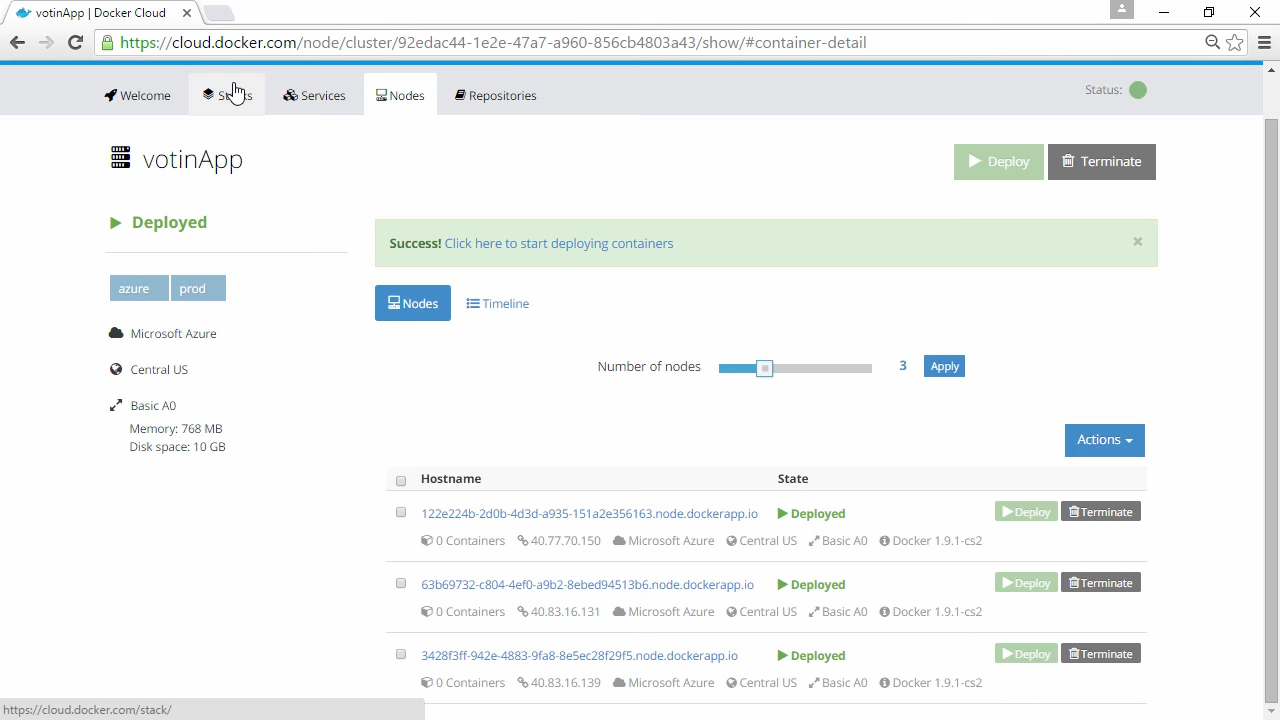 votinApp | Docker Cloud
https://cloud.docker.com/node/cluster/92edac44-1e2e-47a7-a960-856cb4803a43/show/#container-detail
Welcome Services Nodes Repositories Status:
votinApp Deploy Terminate
Deployed
Success! Click here to start deploying containers
azure prod
Nodes Timeline
Microsoft Azure
Number of nodes 3 Apply
Central US
Basic A0
Memory: 768 MB
Disk space: 10 GB
Actions
Hostname State
122e224b-2d0b-4d3d-a935-151a2e356163.node.dockerapp.io Deployed Deploy Terminate
0 Containers 40.77.70.150 Microsoft Azure Central US Basic A0 Docker 1.9.1-cs2
63b69732-c804-4ef0-a9b2-8ebed94513b6.node.dockerapp.io Deployed Deploy Terminate
0 Containers 40.83.16.131 Microsoft Azure Central US Basic A0 Docker 1.9.1-cs2
3428f3ff-942e-4883-9fa8-8e5ec28f29f5.node.dockerapp.io Deployed Deploy Terminate
0 Containers 40.83.16.139 Microsoft Azure Central US Basic A0 Docker 1.9.1-cs2
https://cloud.docker.com/stack/